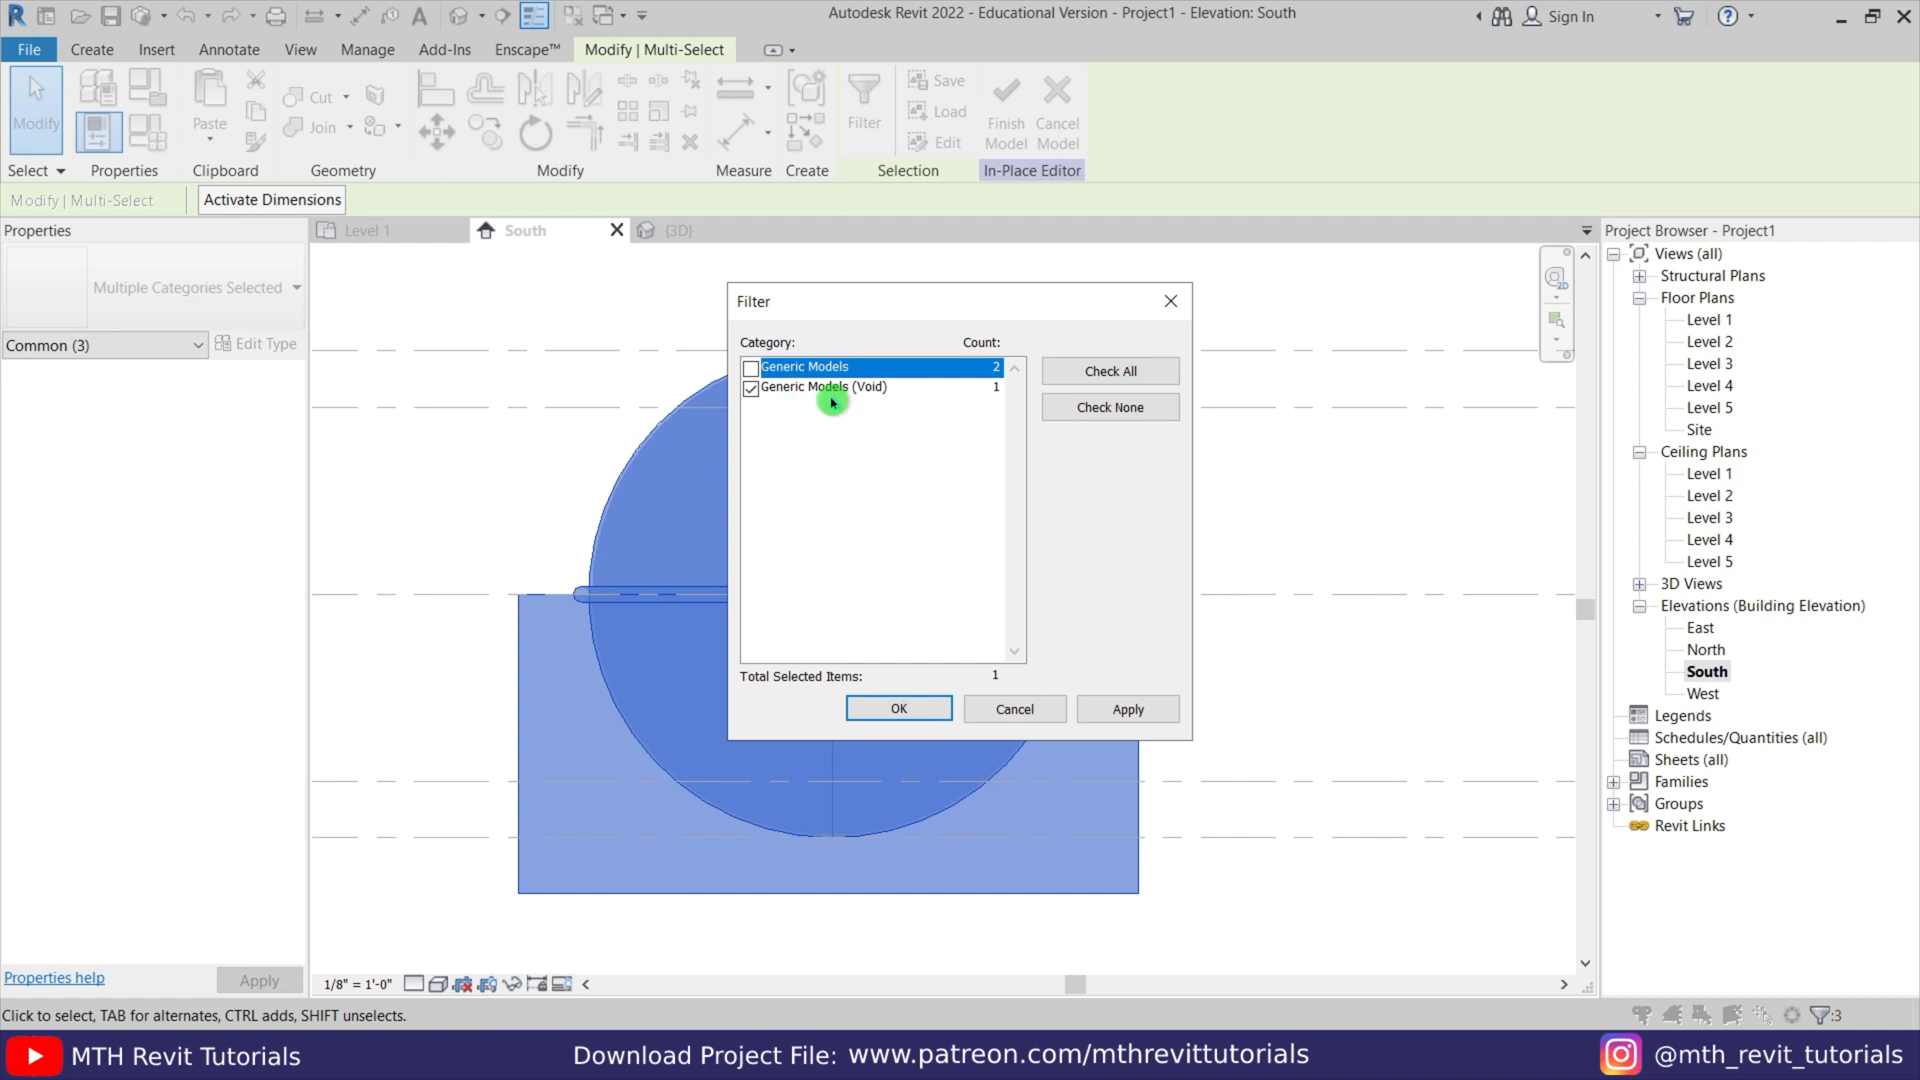 Autodesk Revit 2022 - Educational Version - Project1 - Elevation: South
Sign In
File
Create
Insert
Annotate
View
Manage
Add-Ins
Enscape™
Modify | Multi-Select
Modify
Paste
Cut
Join
Filter
Save
Load
Edit
Finish
Model
Cancel
Model
Select
Properties
Clipboard
Geometry
Modify
Measure
Create
Selection
In-Place Editor
Modify | Multi-Select
Activate Dimensions
Properties
Level 1
South
{3D}
Project Browser - Project1
Multiple Categories Selected
Common (3)
Edit Type
Filter
Category:
Count:
Generic Models 2
Generic Models (Void) 1
Check All
Check None
Total Selected Items: 1
OK
Cancel
Apply
Views (all)
Structural Plans
Floor Plans
Level 1
Level 2
Level 3
Level 4
Level 5
Site
Ceiling Plans
Level 1
Level 2
Level 3
Level 4
Level 5
3D Views
Elevations (Building Elevation)
East
North
South
West
Legends
Schedules/Quantities (all)
Sheets (all)
Families
Groups
Revit Links
Properties help
Apply
1/8" = 1'-0"
2D
Click to select, TAB for alternates, CTRL adds, SHIFT unselects.
:3
MTH Revit Tutorials
Download Project File: www.patreon.com/mthrevittutorials
@mth_revit_tutorials